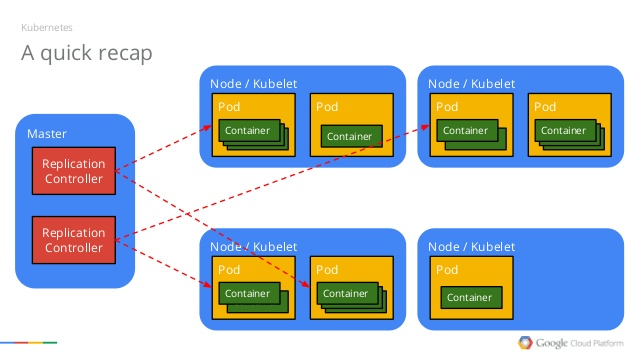 Kubernetes
A quick recap
Master
Replication
Controller
Replication
Controller
Node / Kubelet
Pod
Container
Pod
Container
Node / Kubelet
Pod
Container
Pod
Container
Node / Kubelet
Pod
Container
Pod
Container
Node / Kubelet
Pod
Container
Google Cloud Platform